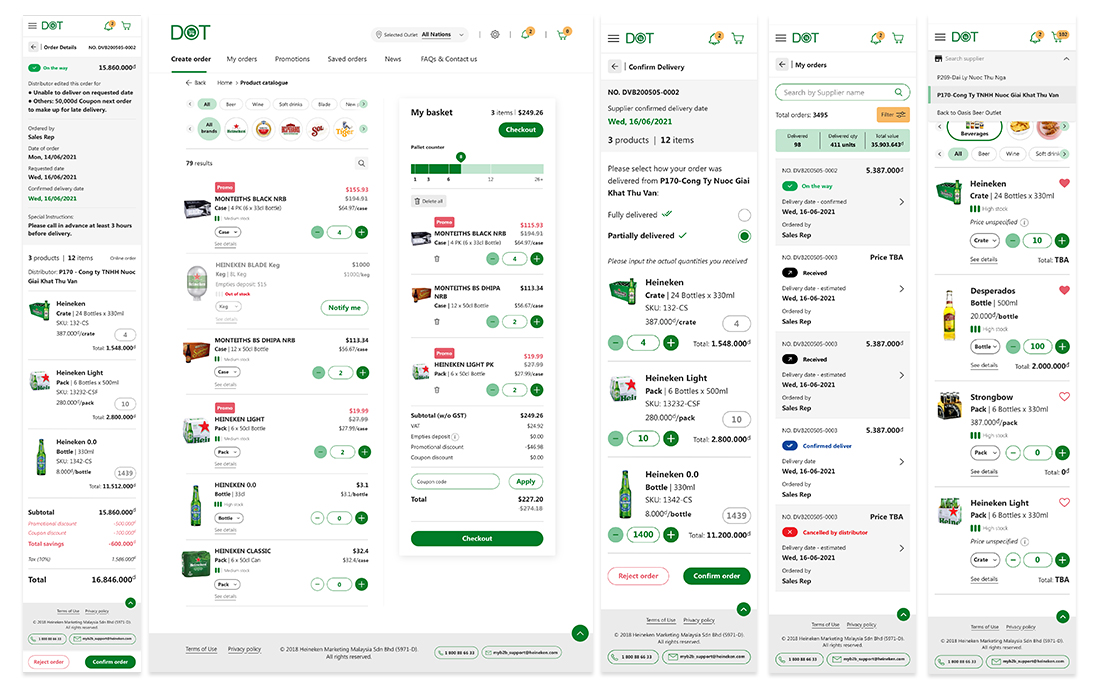 DOT
2
Order Details
NO. DVB200505-0002
On the way
15.860.000đ
Distributor edited this order for
• Unable to deliver on requested date
• Others: 50,000đ Coupon next order
to make up for late delivery.
Ordered by
Sales Rep
Date of order
Mon, 14/06/2021
Requested date
Wed, 16/06/2021
Confirmed delivery date
Wed, 16/06/2021
Special Instructions:
Please call in advance at least 3 hours
before delivery.
3 products | 12 items
Online order
Distributor: P170 - Cong ty TNHH Nuoc
Giai Khat Thu Van
Heineken
Crate | 24 Bottles x 330ml
SKU: 132-CS
387.000đ/crate
4
Total: 1.548.000đ
Heineken Light
Pack | 6 Bottles x 500ml
SKU: 13232-CSF
280.000đ/pack
10
Total: 2.800.000đ
Heineken 0.0
Bottle | 330ml
SKU: 1342-CS
8.000đ/bottle
1439
Total: 11.512.000đ
Subtotal 15.860.000đ
Promotional discount -500.000đ
Coupon discount -100.000đ
Total savings -600.000đ
Tax (10%) 1.586.000đ
Total 16.846.000đ
Terms of Use Privacy policy
© 2018 Heineken Marketing Malaysia Sdn Bhd (5971-D).
All rights reserved.
1 800 88 66 33
myb2b_support@heineken.com
Reject order
Confirm order
DOT
Selected Outlet All Nations
2
0
Create order
My orders
Promotions
Saved orders
News
FAQs & Contact us
Back
Home > Product catalogue
All
Beer
Wine
Soft drinks
Blade
New
All
brands
Heineken
Sol
Tiger
79 results
Promo
$155.93
MONTEITHS BLACK NRB $194.91
Case | 4 PK (6 x 33cl Bottle) $64.97/case
Medium stock
Case
4
See details
HEINEKEN BLADE Keg $1000
Keg | 8L Keg $1000/keg
Empties deposit: $15
Out of stock
Keg
Notify me
See details
MONTEITHS BS DHIPA NRB $113.34
Case | 12 x 50cl Bottle $56.67/case
Medium stock
Case
2
See details
Promo
$19.99
HEINEKEN LIGHT $27.99
Pack | 6 x 50cl Bottle $27.99/case
Medium stock
Pack
2
See details
HEINEKEN 0.0 $3.1
Bottle | 33cl $3.1/bottle
High stock
Bottle
0
See details
HEINEKEN CLASSIC $32.4
Pack | 6 x 50cl Can $32.4/case
Medium stock
Pack
0
See details
My basket
3 items | $249.26
Checkout
Pallet counter
8
1 3 6 12 26+
Delete all
Promo
$115.93
MONTEITHS BLACK NRB $194.91
Case | 4 PK (6 x 33cl Bottle) $64.97/case
4
MONTEITHS BS DHIPA $113.34
NRB
Case | 12 x 50cl Bottle $56.67/case
2
Promo
$19.99
HEINEKEN LIGHT PK $27.99
Pack | 6 x 50cl Bottle $27.99/case
2
Subtotal (w/o GST) $249.26
VAT $24.92
Empties deposit $0.00
Promotional discount -$46.98
Coupon discount $0.00
Coupon code
Apply
Total $227.20
$274.18
Checkout
Terms of Use
Privacy policy
© 2018 Heineken Marketing Malaysia Sdn Bhd (5971-D).
All rights reserved.
1 800 88 66 33
myb2b_support@heineken.com
DOT
2
Confirm Delivery
NO. DVB200505-0002
Supplier confirmed delivery date
Wed, 16/06/2021
3 products | 12 items
Please select how your order was
delivered from P170-Cong Ty Nuoc Giai
Khat Thu Van:
Fully delivered
Partially delivered
Please input the actual quantities you received
Heineken
Crate | 24 Bottles x 330ml
SKU: 132-CS
387.000đ/crate
4
4
Total: 1.548.000đ
Heineken Light
Pack | 6 Bottles x 500ml
SKU: 13232-CSF
280.000đ/pack
10
10
Total: 2.800.000đ
Heineken 0.0
Bottle | 330ml
SKU: 1342-CS
8.000đ/bottle
1439
1400
Total: 11.200.000đ
Reject order
Confirm order
Terms of Use Privacy policy
© 2018 Heineken Marketing Malaysia Sdn Bhd (5971-D).
All rights reserved.
1 800 88 66 33
myb2b_support@heineken.com
DOT
2
My orders
Search by Supplier name
Total orders: 3495
Filter
Delivered
98
Delivered qty
411 units
Total value
35.903.643đ
NO. DVB200505-0002 5.387.000đ
On the way
Delivery date - confirmed
Wed, 16-06-2021
Ordered by
Sales Rep
NO. DVB200505-0003 Price TBA
Received
Delivery date - estimated
Wed, 16-06-2021
Ordered by
Sales Rep
NO. DVB200505-0003 5.387.000đ
Received
Delivery date - estimated
Wed, 16-06-2021
Ordered by
Sales Rep
NO. DVB200505-0003 5.387.000đ
Confirmed deliver
Delivery date
Wed, 16-06-2021
Ordered by
Sales Rep
NO. DVB200505-0003 Price TBA
Cancelled by distributor
Delivery date - estimated
Wed, 16-06-2021
Ordered by
Sales Rep
Terms of Use Privacy policy
© 2018 Heineken Marketing Malaysia Sdn Bhd (5971-D).
All rights reserved.
1 800 88 66 33
myb2b_support@heineken.com
DOT
2
102
Search supplier
P299-Dai Ly Nuoc Thu Nga
P170-Cong Ty TNHH Nuoc Giai Khat Thu Van
Back to Oasis Beer Outlet
Beverages
All
Beer
Wine
Soft drink
Heineken
Crate | 24 Bottles x 330ml
High stock
Price unspecified
Crate
10
See details
Total: TBA
Desperados
Bottle | 500ml
20.000đ/bottle
High stock
Bottle
100
See details
Total: 2.000.000đ
Strongbow
Pack | 6 Bottles x 330ml
387.000đ/pack
High stock
Pack
0
See details
Total: 0đ
Heineken Light
Pack | 6 Bottles x 330ml
High stock
Price unspecified
Crate
0
See details
Total: TBA
Terms of Use Privacy policy
© 2018 Heineken Marketing Malaysia Sdn Bhd (5971-D).
All rights reserved.
1 800 88 66 33
myb2b_support@heineken.com